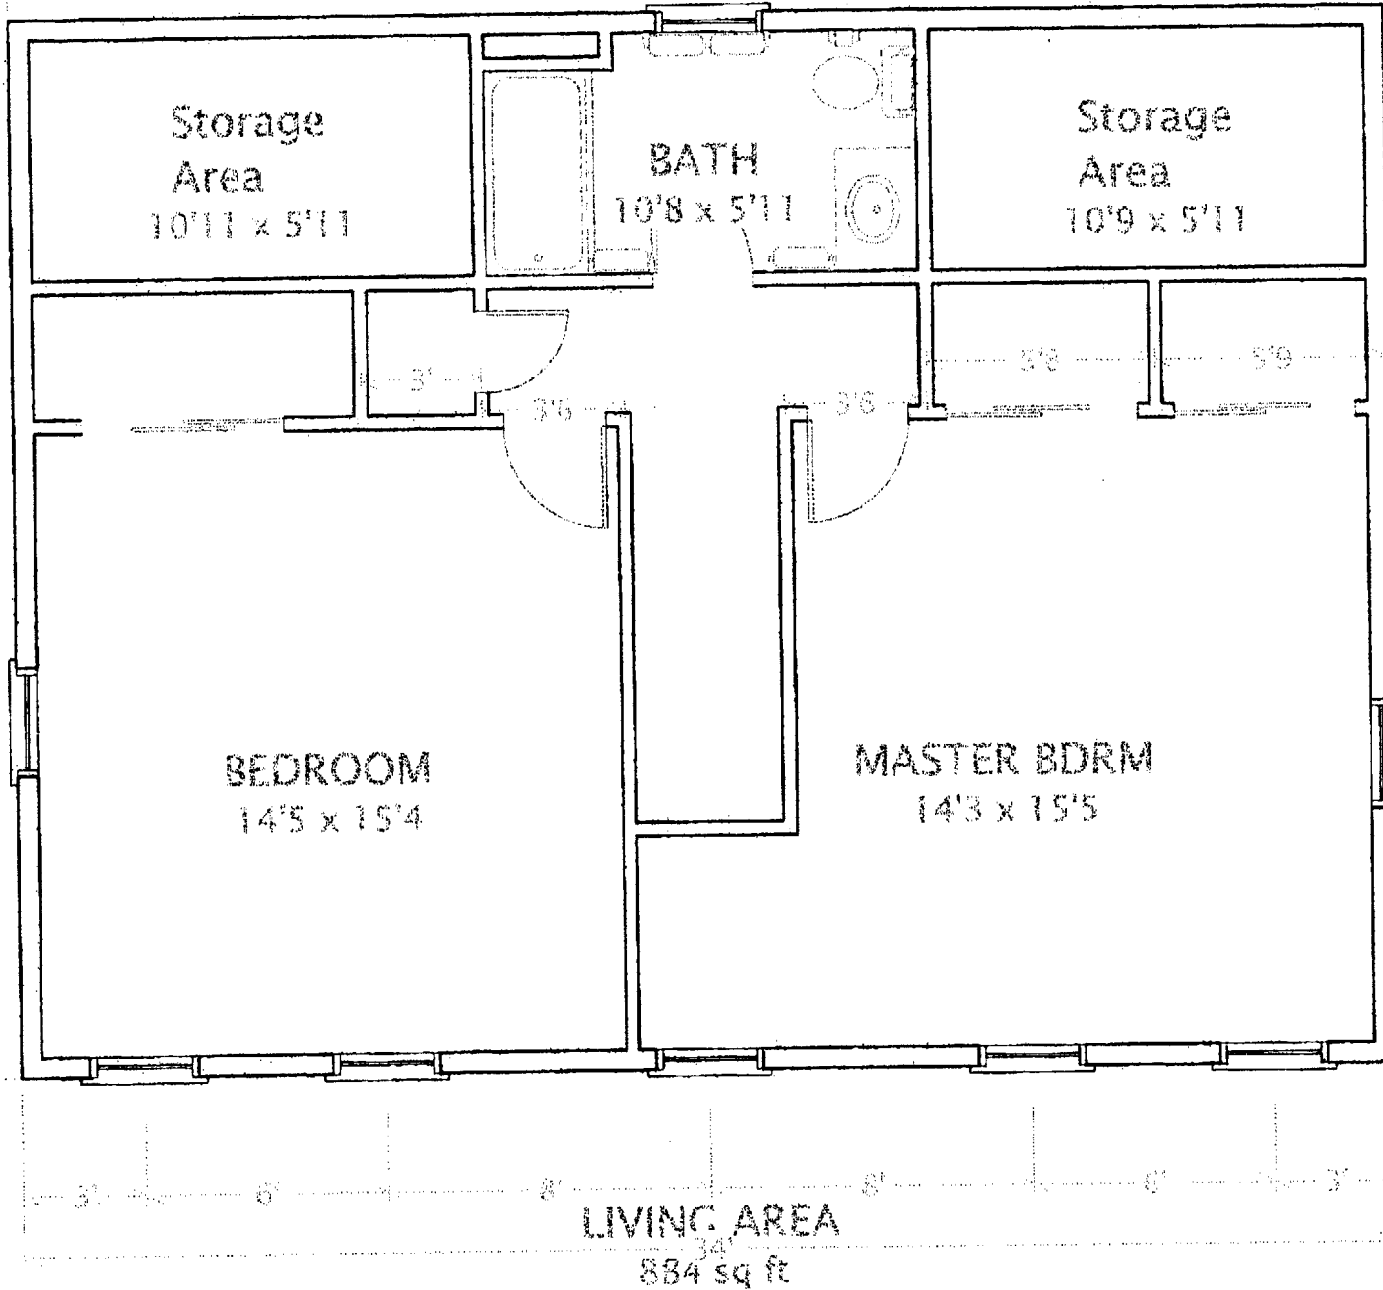 Storage
Area
10'11 x 5'11
BATH
10'8 x 5'11
Storage
Area
10'9 x 5'11
3'
3'6
3'6
5'8
5'9
BEDROOM
14'5 x 15'4
MASTER BDRM
14'3 x 15'5
3'
6'
8'
8'
6'
3'
LIVING AREA
34'
884 sq ft